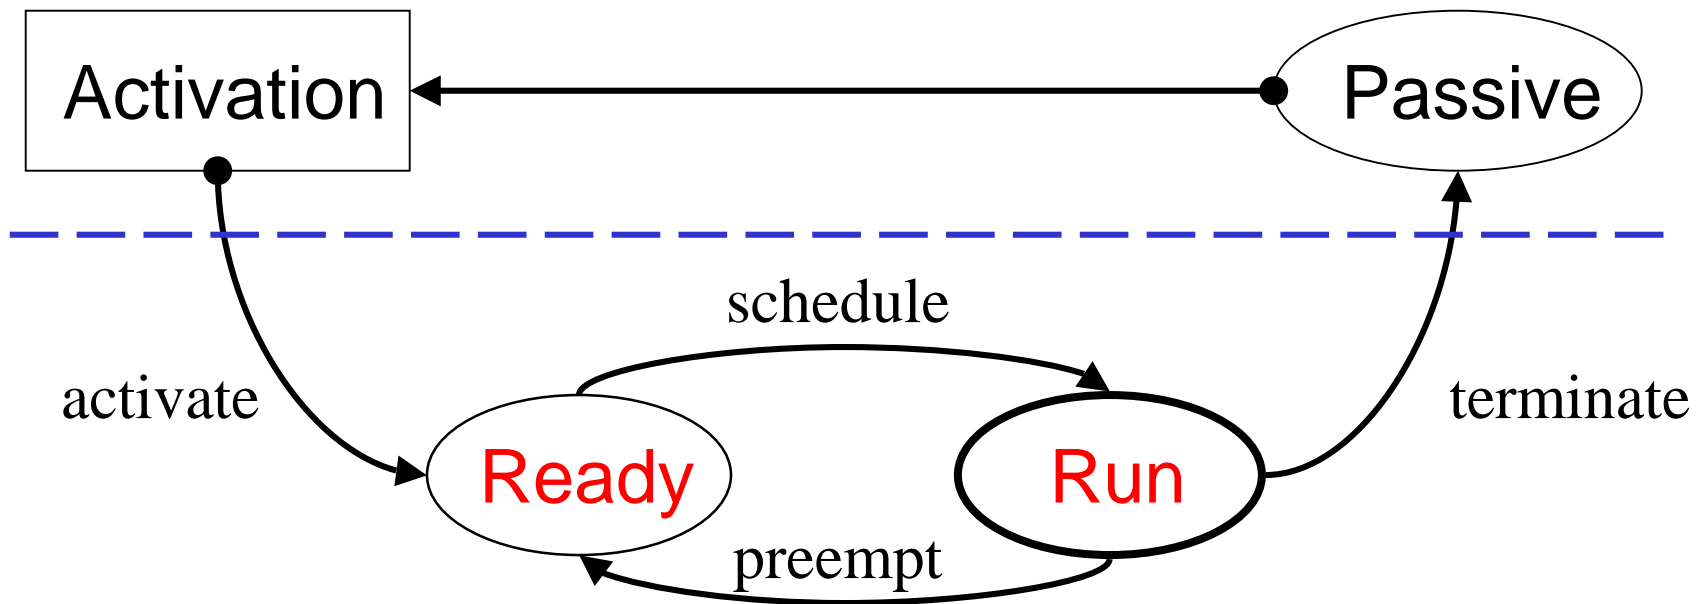 Activation
Passive
schedule
activate
terminate
Ready
Run
preempt